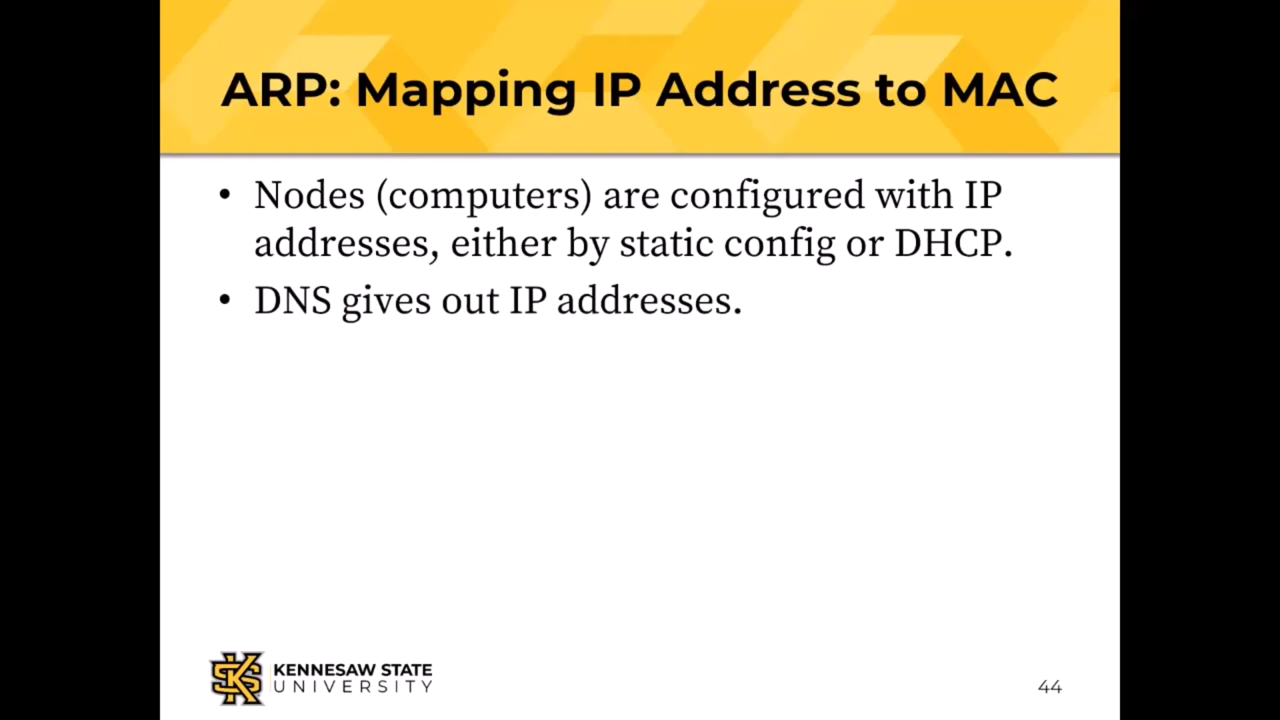 ARP: Mapping IP Address to MAC
• Nodes (computers) are configured with IP
addresses, either by static config or DHCP.
• DNS gives out IP addresses.
KENNESAW STATE
UNIVERSITY
44